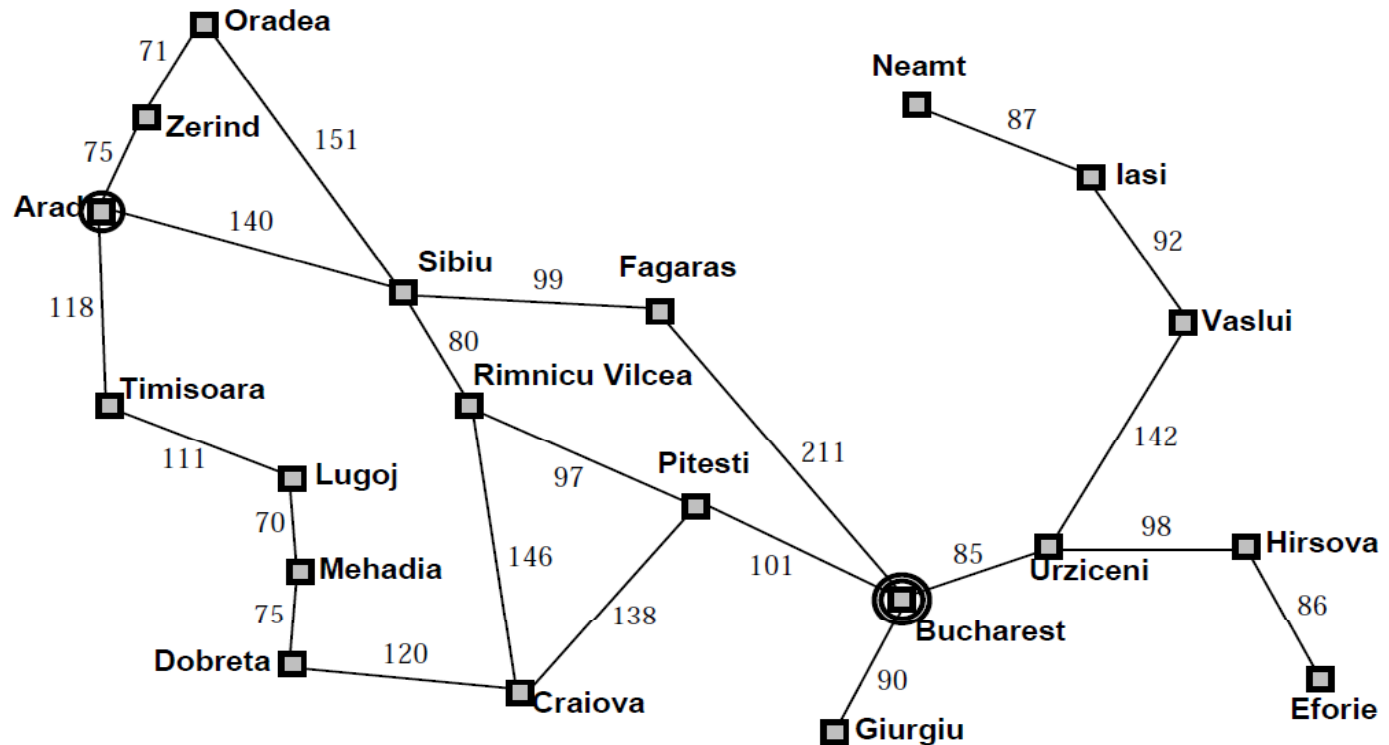 Oradea
71
Neamt
87
Zerind
151
75
Iasi
Arad
140
92
Sibiu
99
Fagaras
118
Vaslui
80
Timisoara
Rimnicu Vilcea
142
211
111
Lugoj
97
Pitesti
70
98
Hirsova
146
85
Mehadia
101
Urziceni
75
138
86
Bucharest
Dobreta
120
90
Craiova
Eforie
Giurgiu